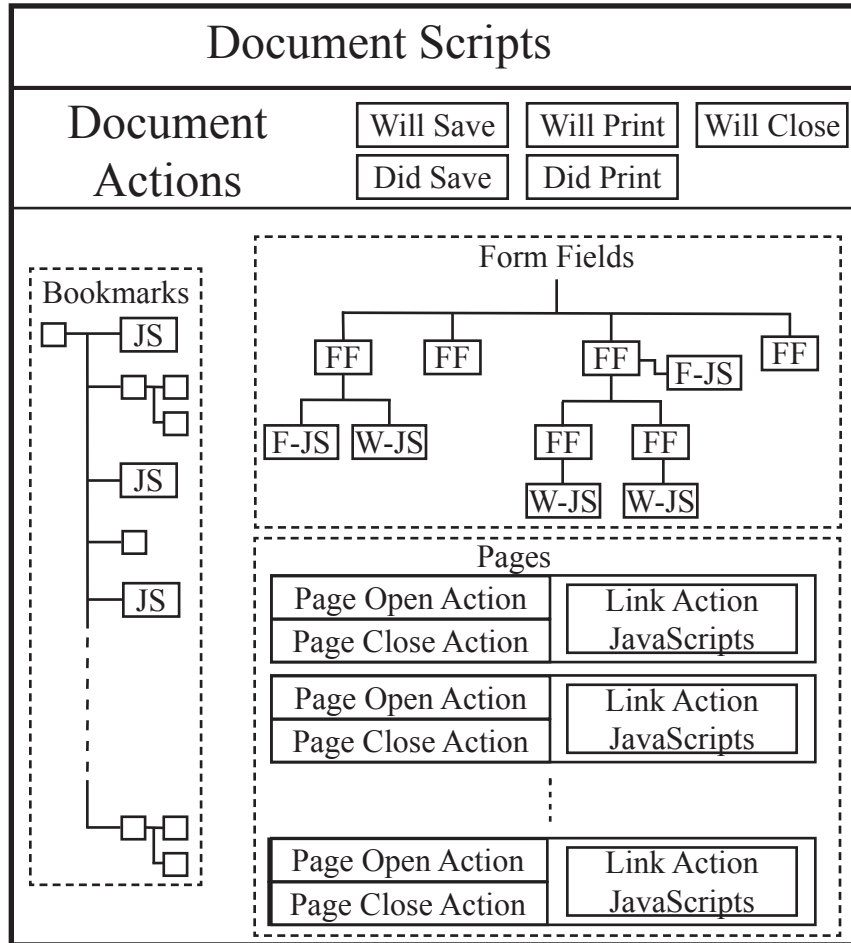 Document Scripts
Document
Actions
Will Save
Will Print
Will Close
Did Save
Did Print
Bookmarks
JS
JS
JS
Form Fields
FF
FF
FF
FF
F-JS
F-JS
W-JS
FF
FF
W-JS
W-JS
Pages
Page Open Action
Page Close Action
Link Action
JavaScripts
Page Open Action
Page Close Action
Link Action
JavaScripts
Page Open Action
Page Close Action
Link Action
JavaScripts